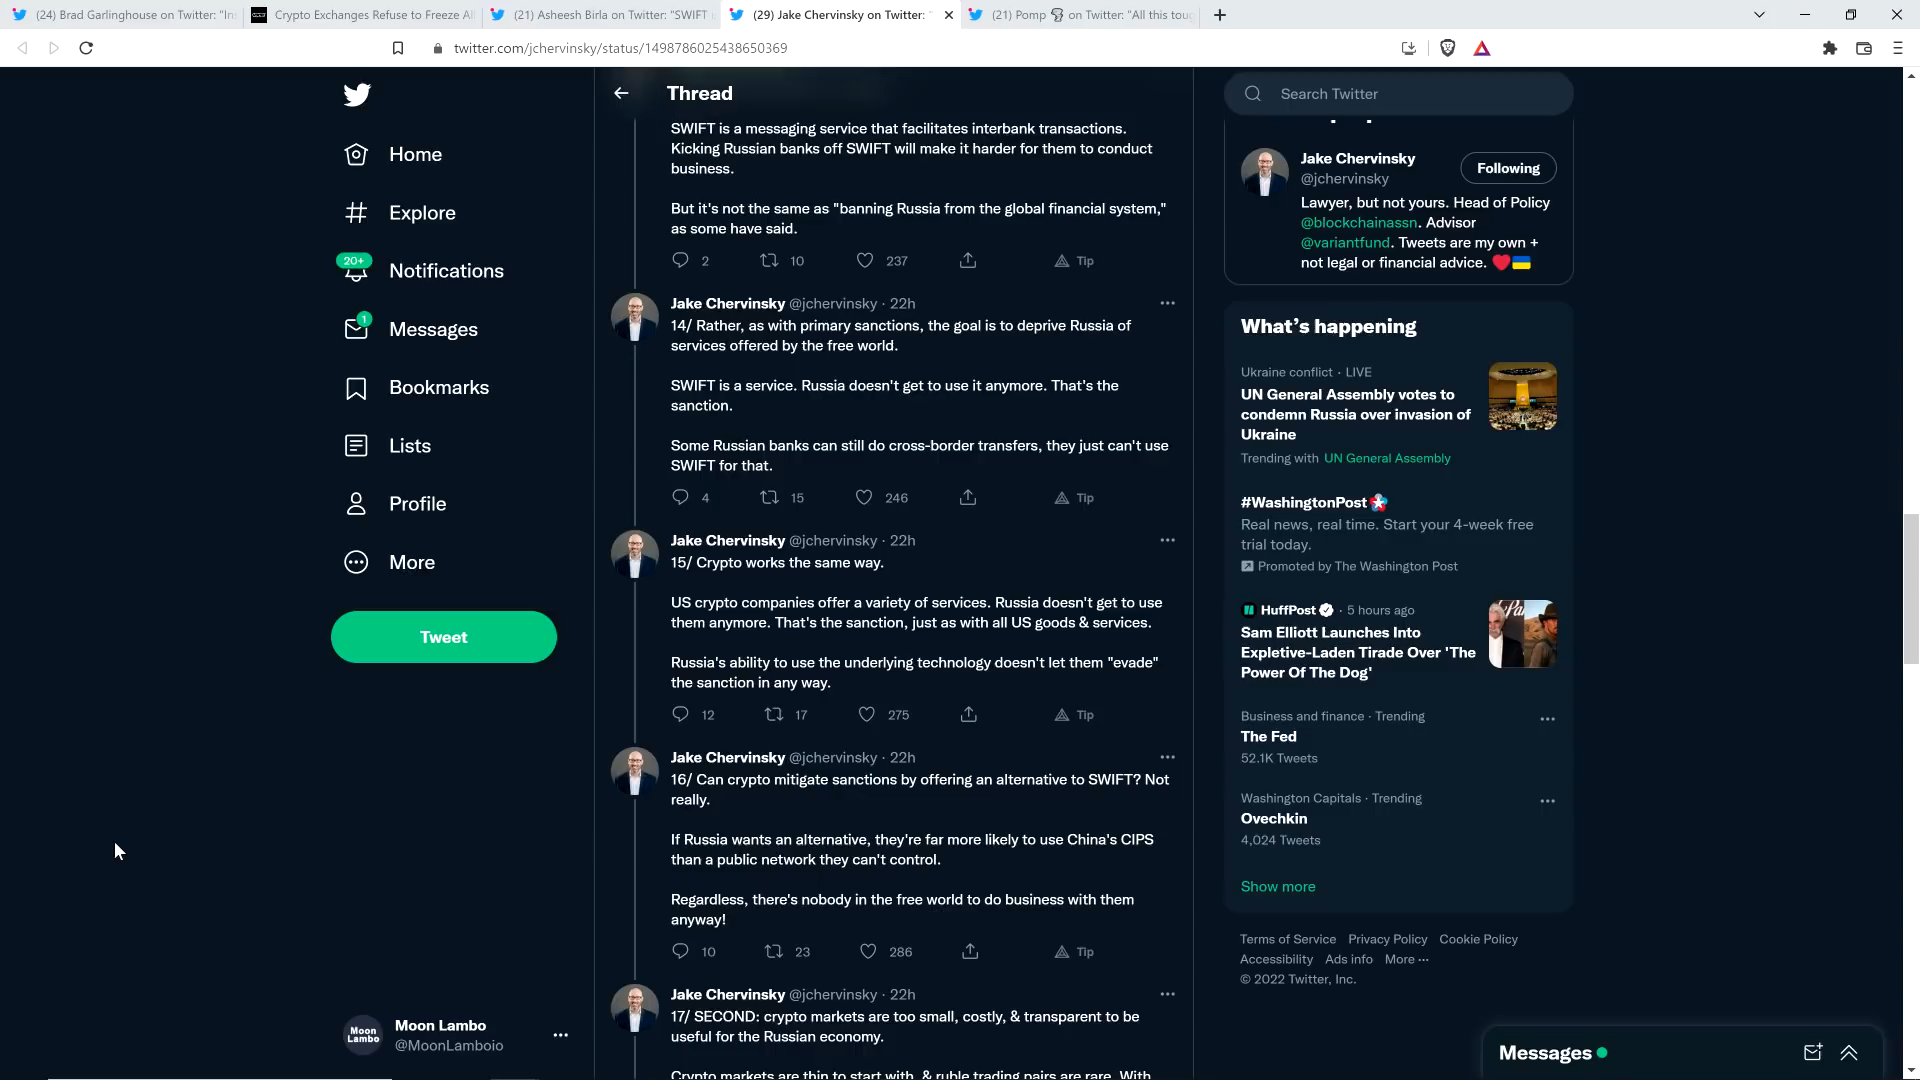 (24) Brad Garlinghouse on Twitter: "In
Crypto Exchanges Refuse to Freeze Al
(21) Asheesh Birla on Twitter: "SWIFT i
(29) Jake Chervinsky on Twitter: "
(21) Pomp 🌪 on Twitter: "All this toug
twitter.com/jchervinsky/status/1498786025438650369
Home
Explore
20+
Notifications
1
Messages
Bookmarks
Lists
Profile
More
Tweet
Moon Lambo
Moon Lambo
@MoonLamboio
Thread
SWIFT is a messaging service that facilitates interbank transactions.
Kicking Russian banks off SWIFT will make it harder for them to conduct
business.
But it's not the same as "banning Russia from the global financial system,"
as some have said.
2 10 237 Tip
Jake Chervinsky @jchervinsky · 22h
14/ Rather, as with primary sanctions, the goal is to deprive Russia of
services offered by the free world.
SWIFT is a service. Russia doesn't get to use it anymore. That's the
sanction.
Some Russian banks can still do cross-border transfers, they just can't use
SWIFT for that.
4 15 246 Tip
Jake Chervinsky @jchervinsky · 22h
15/ Crypto works the same way.
US crypto companies offer a variety of services. Russia doesn't get to use
them anymore. That's the sanction, just as with all US goods & services.
Russia's ability to use the underlying technology doesn't let them "evade"
the sanction in any way.
12 17 275 Tip
Jake Chervinsky @jchervinsky · 22h
16/ Can crypto mitigate sanctions by offering an alternative to SWIFT? Not
really.
If Russia wants an alternative, they're far more likely to use China's CIPS
than a public network they can't control.
Regardless, there's nobody in the free world to do business with them
anyway!
10 23 286 Tip
Jake Chervinsky @jchervinsky · 22h
17/ SECOND: crypto markets are too small, costly, & transparent to be
useful for the Russian economy.
Crypto markets are thin to start with, & ruble trading pairs are rare. With
Search Twitter
Jake Chervinsky
@jchervinsky
Following
Lawyer, but not yours. Head of Policy
@blockchainassn. Advisor
@variantfund. Tweets are my own +
not legal or financial advice. ❤️🇺🇦
What's happening
Ukraine conflict · LIVE
UN General Assembly votes to
condemn Russia over invasion of
Ukraine
Trending with UN General Assembly
#WashingtonPost
Real news, real time. Start your 4-week free
trial today.
Promoted by The Washington Post
HuffPost · 5 hours ago
Sam Elliott Launches Into
Expletive-Laden Tirade Over 'The
Power Of The Dog'
Business and finance · Trending
The Fed
52.1K Tweets
Washington Capitals · Trending
Ovechkin
4,024 Tweets
Show more
Terms of Service Privacy Policy Cookie Policy
Accessibility Ads info More ···
© 2022 Twitter, Inc.
Messages